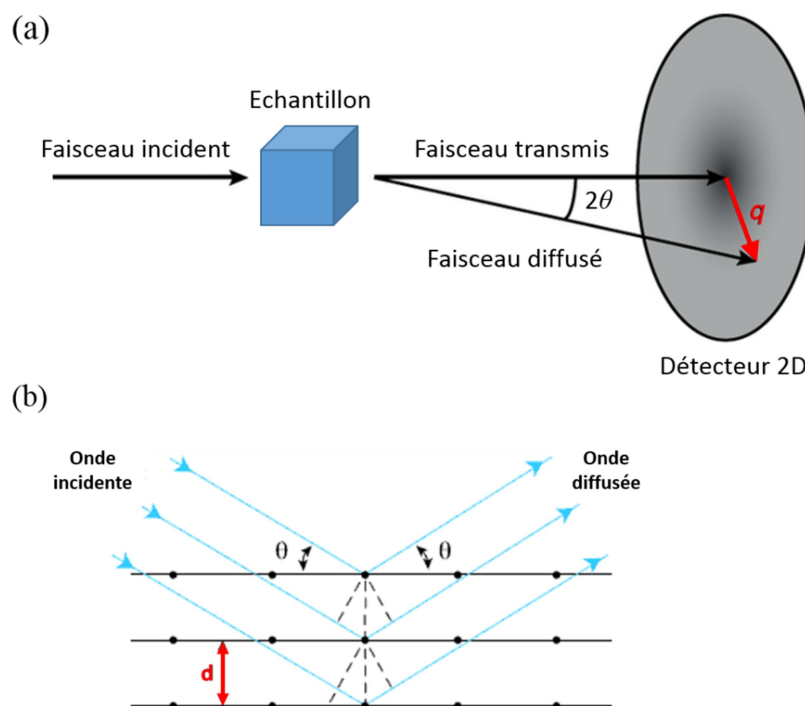 (a)
Echantillon
Faisceau incident
Faisceau transmis
2θ
q
Faisceau diffusé
Détecteur 2D
(b)
Onde
incidente
Onde
diffusée
θ
θ
d